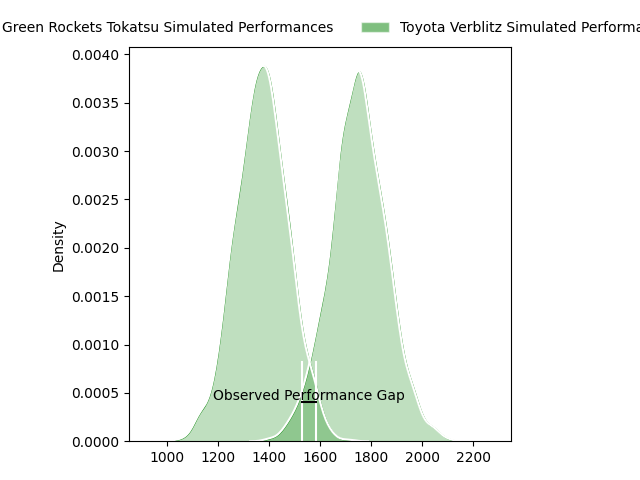 Green Rockets Tokatsu Simulated Performances
Toyota Verblitz Simulated
0.0040
0.0035
0.0030
0.0025
0.0020
0.0015
0.0010
0.0005
0.0000
Density
Observed Performance Gap
1000 1200 1400 1600 1800 2000 2200